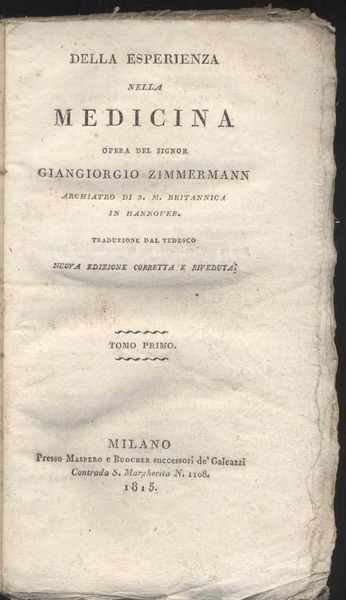 DELLA ESPERIENZA
NELLA
MEDICINA
OPERA DEL SIGNOR
GIANGIORGIO ZIMMERMANN
ARCHIATRO DI S. M. BRITANNICA
IN HANNOVER.
TRADUZIONE DAL TEDESCO
NUOVA EDIZIONE CORRETTA E RIVEDUTA.
TOMO PRIMO.
MILANO
Presso MASPERO e BUOCHER successori de' Galeazzi
Contrada S. Margherita N. 1108.
1815.